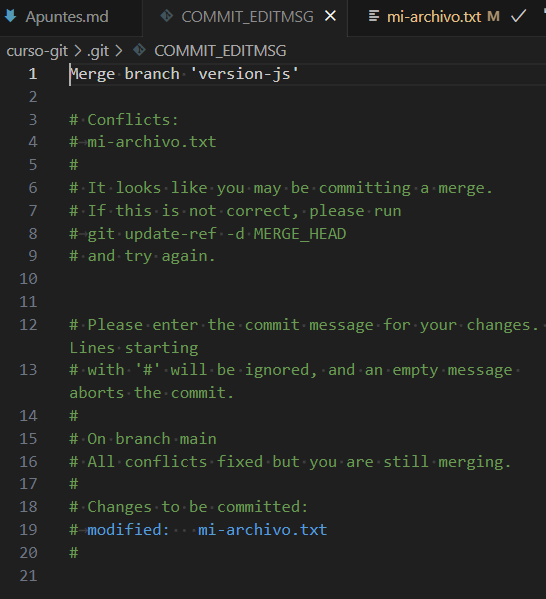 Apuntes.md COMMIT_EDITMSG mi-archivo.txt M
curso-git > .git > COMMIT_EDITMSG
1 Merge branch 'version-js'
2
3 # Conflicts:
4 # mi-archivo.txt
5 #
6 # It looks like you may be committing a merge.
7 # If this is not correct, please run
8 # git update-ref -d MERGE_HEAD
9 # and try again.
10
11
12 # Please enter the commit message for your changes.
Lines starting
13 # with '#' will be ignored, and an empty message
aborts the commit.
14 #
15 # On branch main
16 # All conflicts fixed but you are still merging.
17 #
18 # Changes to be committed:
19 # modified:   mi-archivo.txt
20 #
21